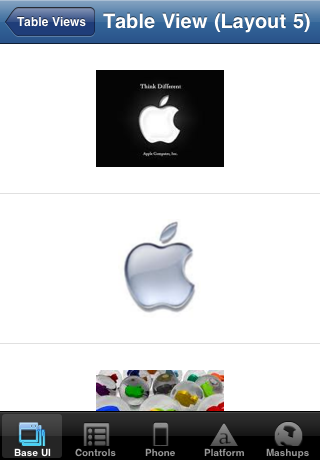 Table Views
Table View (Layout 5)
Think Different
Apple Computer, Inc.
Base UI
Controls
Phone
Platform
Mashups